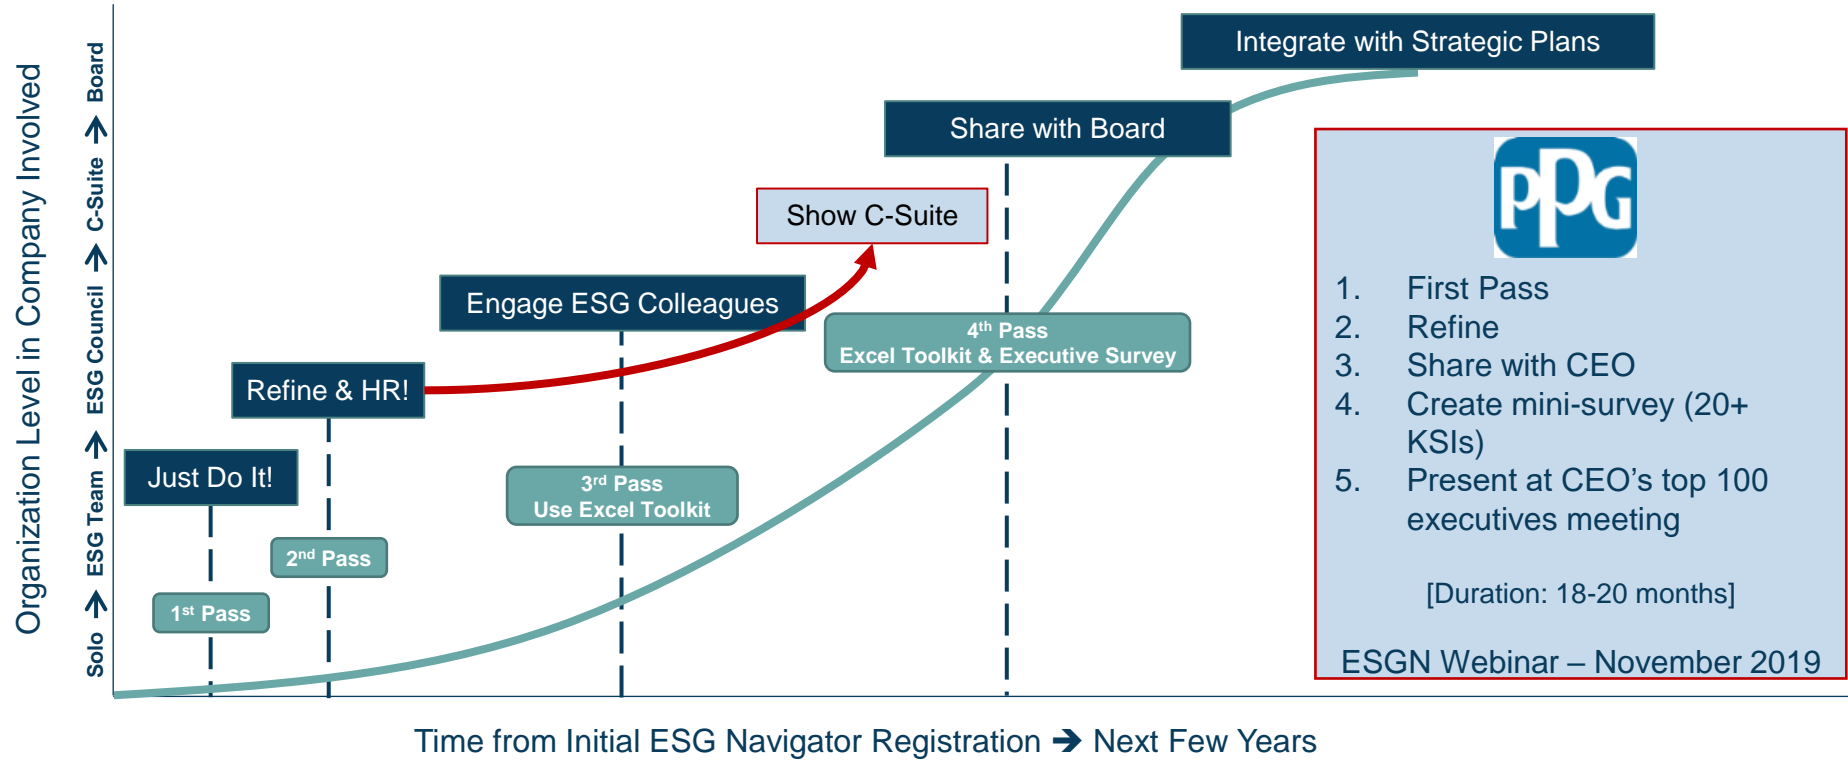 Integrate with Strategic Plans
Share with Board
Show C-Suite
Engage ESG Colleagues
Refine & HR!
Just Do It!
1st Pass
2nd Pass
3rd Pass
Use Excel Toolkit
4th Pass
Excel Toolkit & Executive Survey
Organization Level in Company Involved
Solo → ESG Team → ESG Council → C-Suite → Board
PPG
1. First Pass
2. Refine
3. Share with CEO
4. Create mini-survey (20+
KSIs)
5. Present at CEO’s top 100
executives meeting
[Duration: 18-20 months]
ESGN Webinar – November 2019
Time from Initial ESG Navigator Registration → Next Few Years